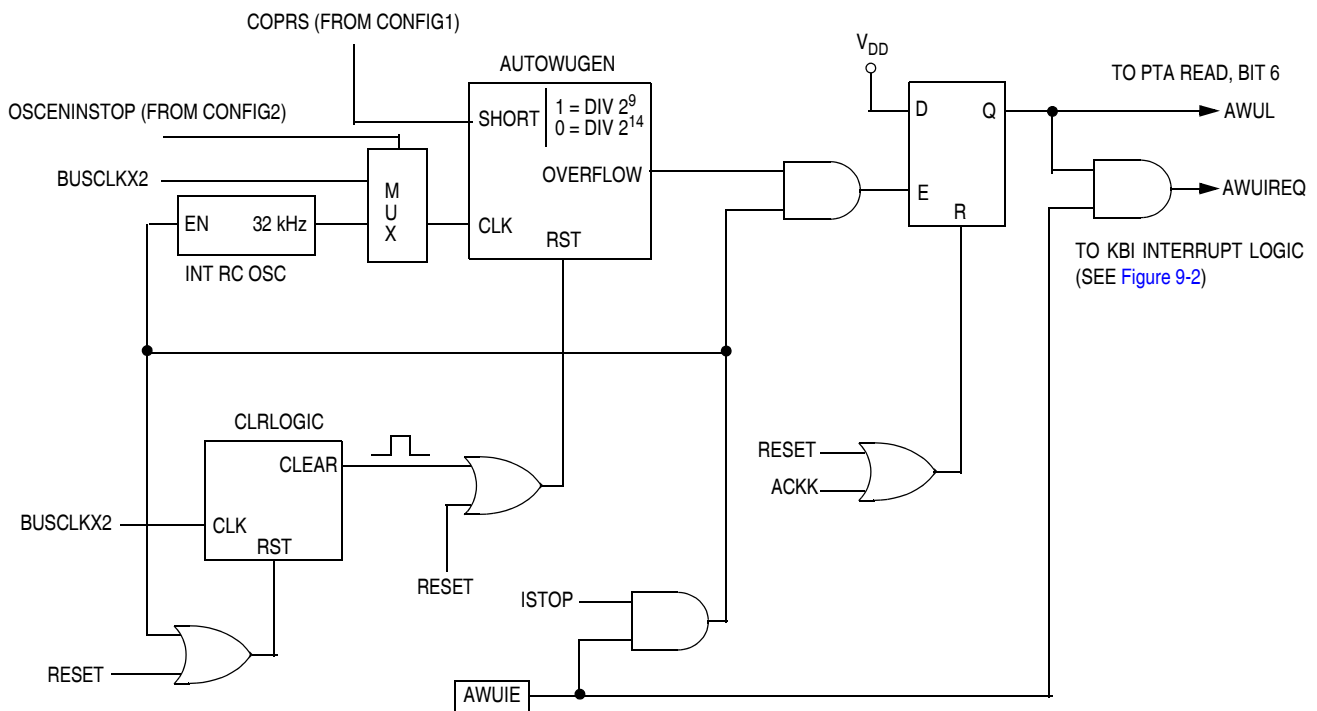 COPRS (FROM CONFIG1)
VDD
AUTOWUGEN
TO PTA READ, BIT 6
SHORT
1 = DIV 2^9
0 = DIV 2^14
OSCENINSTOP (FROM CONFIG2)
D
Q
AWUL
BUSCLKX2
MUX
OVERFLOW
E
AWUIREQ
EN
32 kHz
CLK
RST
R
INT RC OSC
TO KBI INTERRUPT LOGIC
(SEE Figure 9-2)
CLRLOGIC
CLEAR
RESET
ACKK
BUSCLKX2
CLK
RST
RESET
ISTOP
RESET
AWUIE